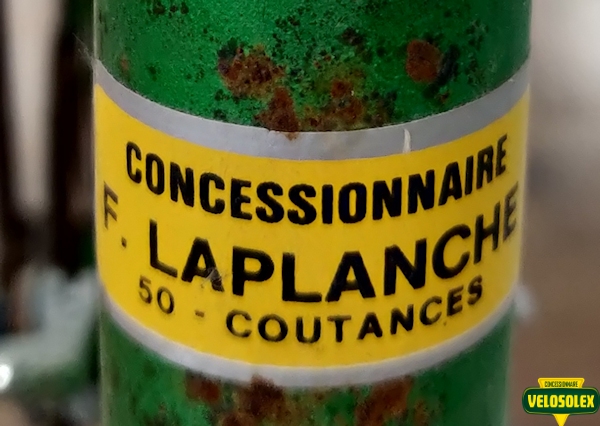 CONCESSIONNAIRE
F. LAPLANCHE
50 - COUTANCES
CONCESSIONNAIRE
VELOSOLEX